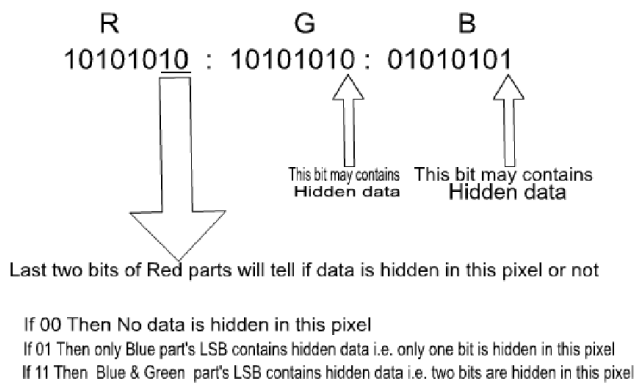 R G B
10101010 : 10101010 : 01010101
This bit may contains This bit may contains
Hidden data Hidden data
Last two bits of Red parts will tell if data is hidden in this pixel or not
If 00 Then No data is hidden in this pixel
If 01 Then only Blue part's LSB contains hidden data i.e. only one bit is hidden in this pixel
If 11 Then Blue & Green part's LSB contains hidden data i.e. two bits are hidden in this pixel